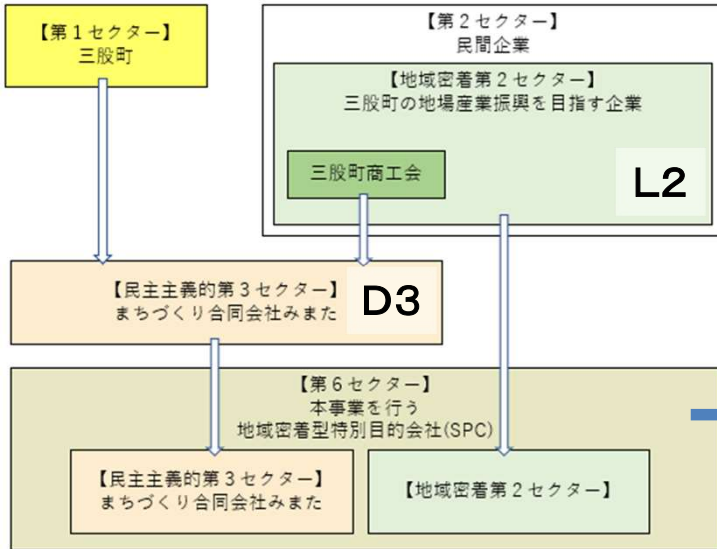 【第１セクター】
三股町
【第２セクター】
民間企業
【地域密着第２セクター】
三股町の地場産業振興を目指す企業
三股町商工会
L2
【民主主義的第３セクター】
まちづくり合同会社みまた
D3
【第６セクター】
本事業を行う
地域密着型特別目的会社(SPC)
【民主主義的第３セクター】
まちづくり合同会社みまた
【地域密着第２セクター】